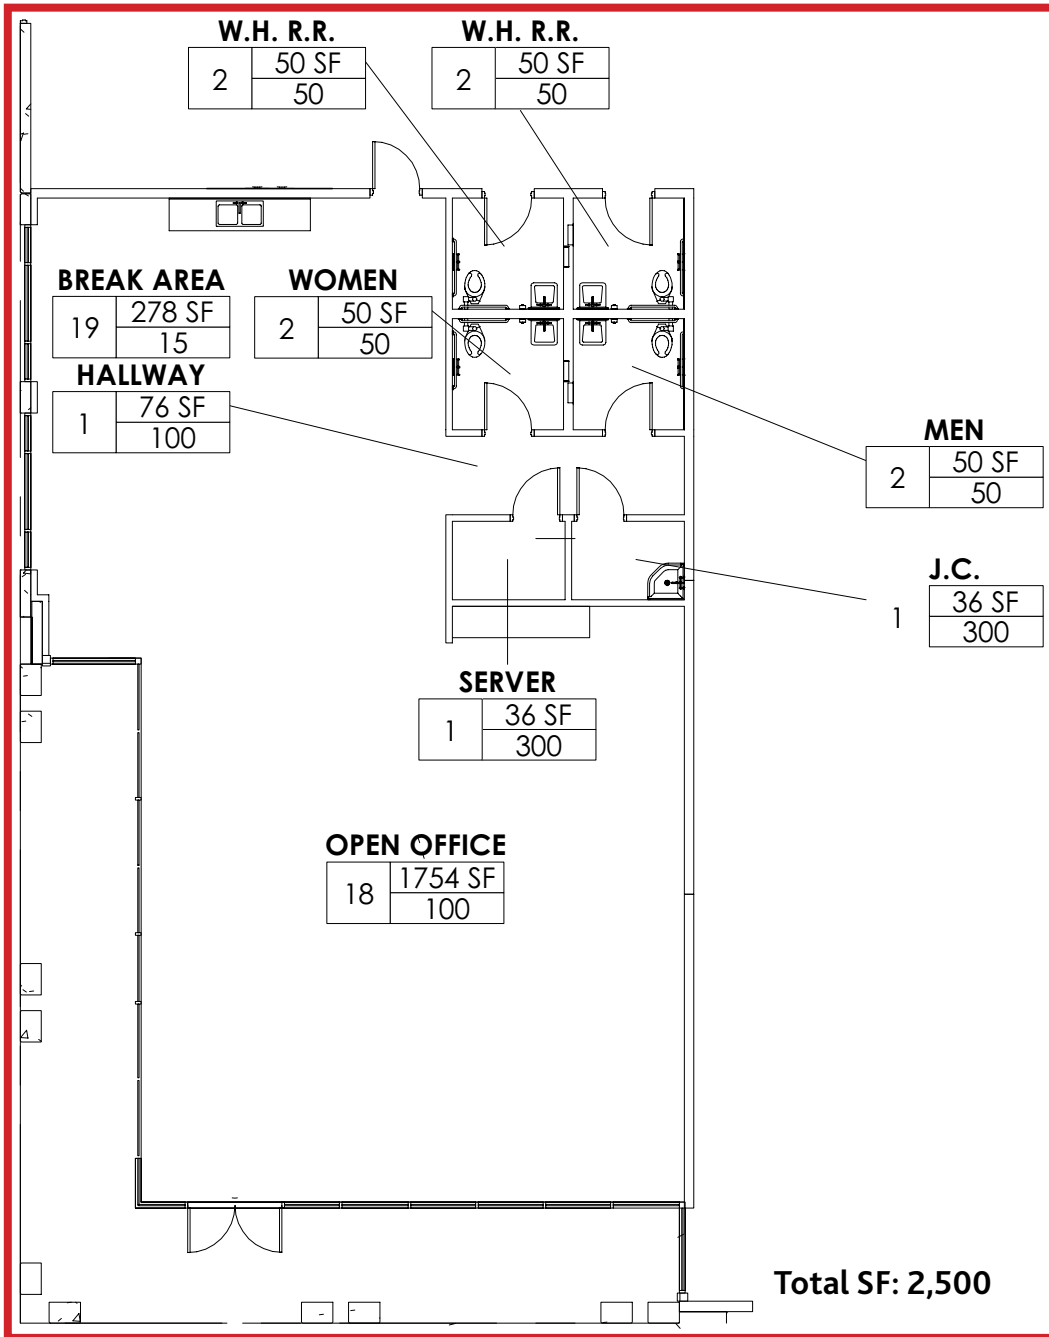 W.H. R.R.
2
50 SF
50
W.H. R.R.
2
50 SF
50
BREAK AREA
19
278 SF
15
WOMEN
2
50 SF
50
HALLWAY
1
76 SF
100
MEN
2
50 SF
50
J.C.
1
36 SF
300
SERVER
1
36 SF
300
OPEN OFFICE
18
1754 SF
100
Total SF: 2,500